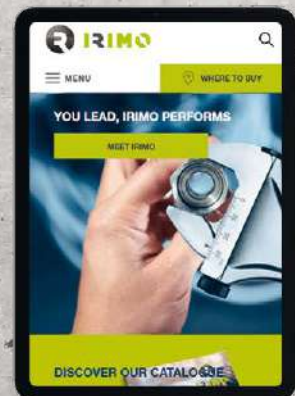 IRIMO
MENU
WHERE TO BUY
YOU LEAD, IRIMO PERFORMS
MEET IRIMO
DISCOVER OUR CATALOGUE